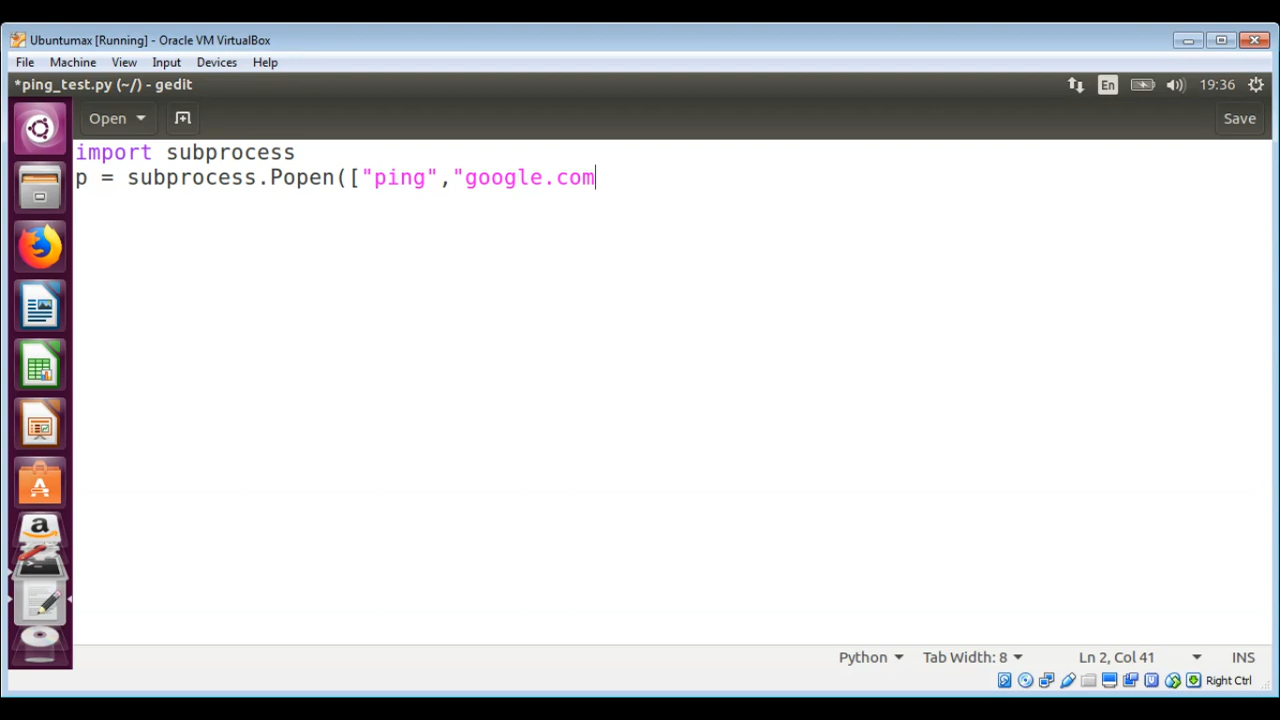 Ubuntumax [Running] - Oracle VM VirtualBox
File Machine View Input Devices Help
*ping_test.py (~/) - gedit En 19:36
Open Save
import subprocess
p = subprocess.Popen(["ping","google.com
Python Tab Width: 8 Ln 2, Col 41 INS
Right Ctrl